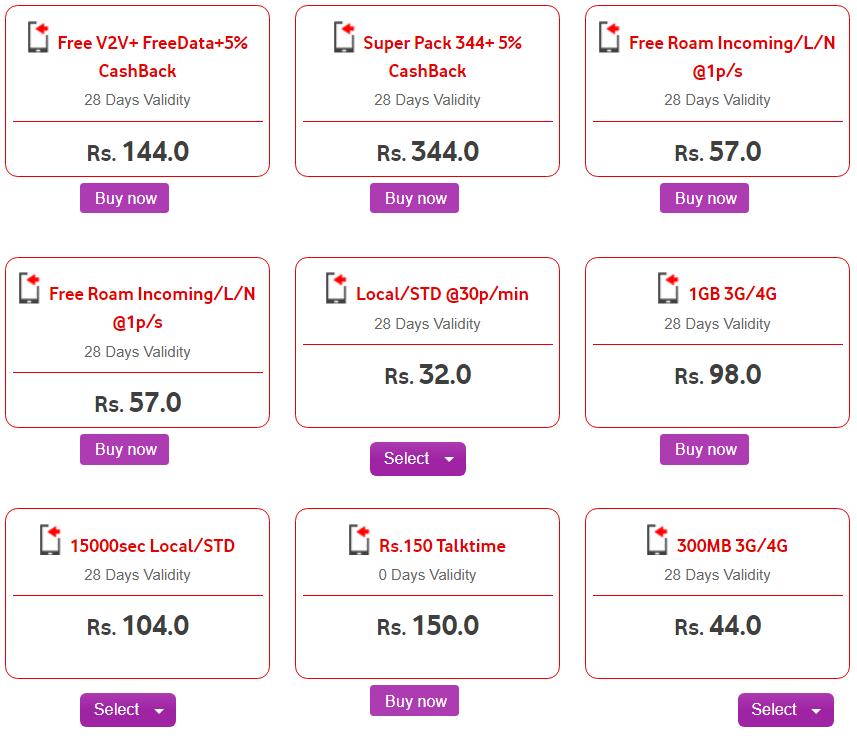 Free V2V+ FreeData+5%
CashBack
28 Days Validity
Rs. 144.0
Buy now
Super Pack 344+ 5%
CashBack
28 Days Validity
Rs. 344.0
Buy now
Free Roam Incoming/L/N
@1p/s
28 Days Validity
Rs. 57.0
Buy now
Free Roam Incoming/L/N
@1p/s
28 Days Validity
Rs. 57.0
Buy now
Local/STD @30p/min
28 Days Validity
Rs. 32.0
Select
1GB 3G/4G
28 Days Validity
Rs. 98.0
Buy now
15000sec Local/STD
28 Days Validity
Rs. 104.0
Select
Rs.150 Talktime
0 Days Validity
Rs. 150.0
Buy now
300MB 3G/4G
28 Days Validity
Rs. 44.0
Select